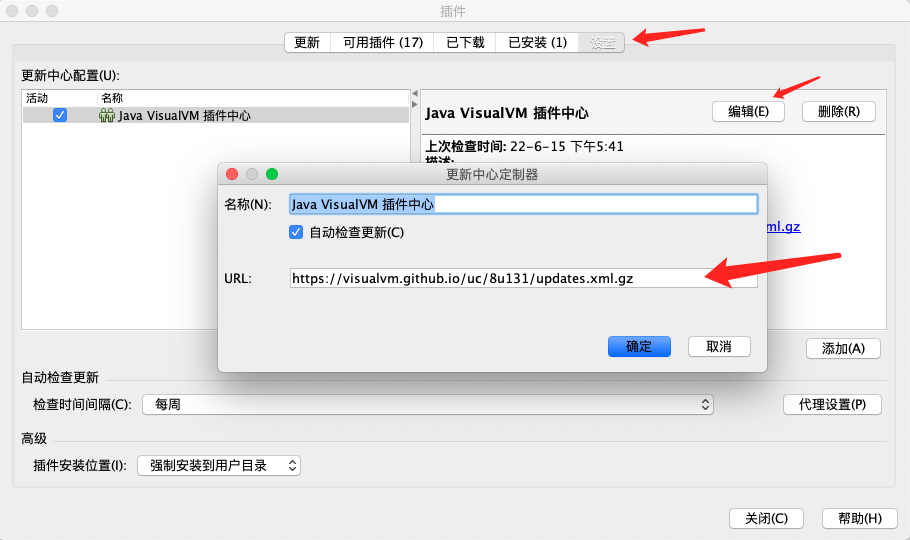 插件
更新 可用插件 (17) 已下载 已安装 (1) 设置
更新中心配置(U):
活动 名称
Java VisualVM 插件中心
Java VisualVM 插件中心 编辑(E) 删除(R)
上次检查时间: 22-6-15 下午5:41
描述:
ml.gz
更新中心定制器
名称(N): Java VisualVM 插件中心
自动检查更新(C)
URL: https://visualvm.github.io/uc/8u131/updates.xml.gz
确定 取消
添加(A)
自动检查更新
检查时间间隔(C): 每周 代理设置(P)
高级
插件安装位置(I): 强制安装到用户目录
关闭(C) 帮助(H)